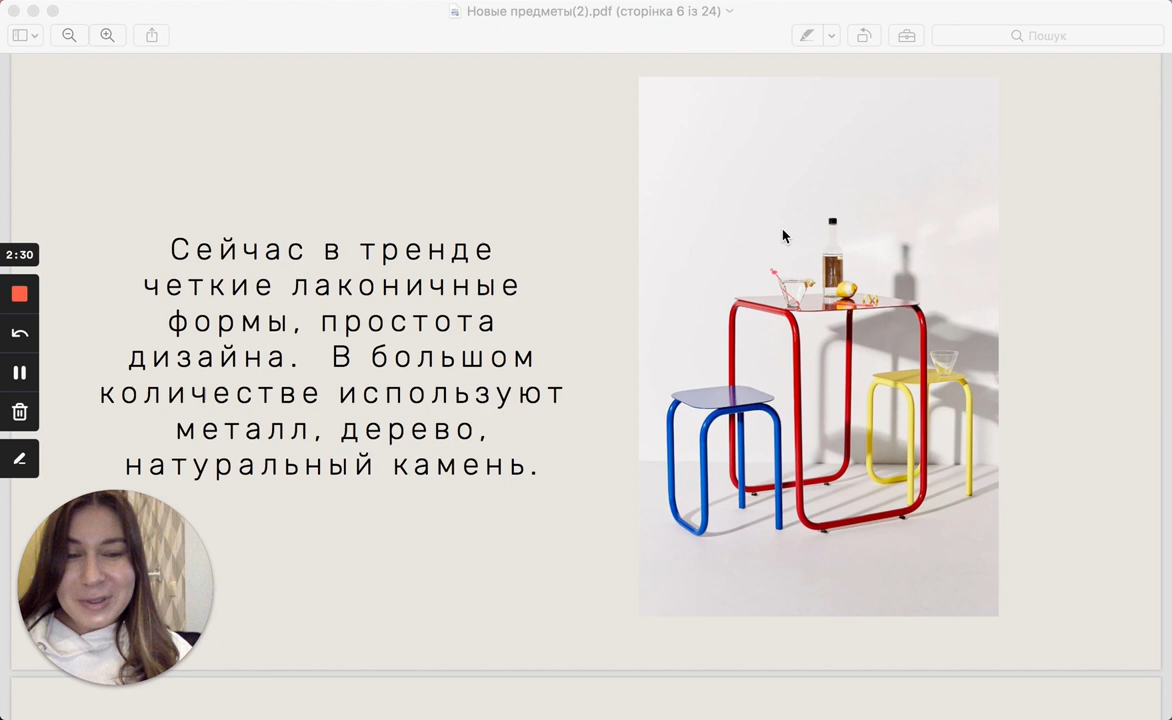 Новые предметы(2).pdf (сторінка 6 із 24)
Пошук
Сейчас в тренде
четкие лаконичные
формы, простота
дизайна. В большом
количестве используют
металл, дерево,
натуральный камень.
2:30